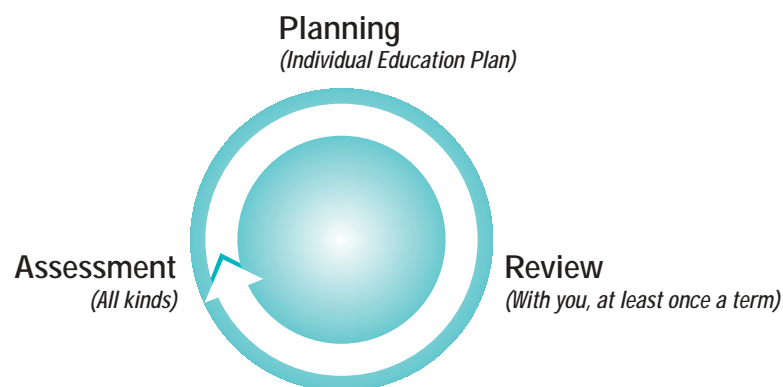 Planning
(Individual Education Plan)
Assessment
(All kinds)
Review
(With you, at least once a term)